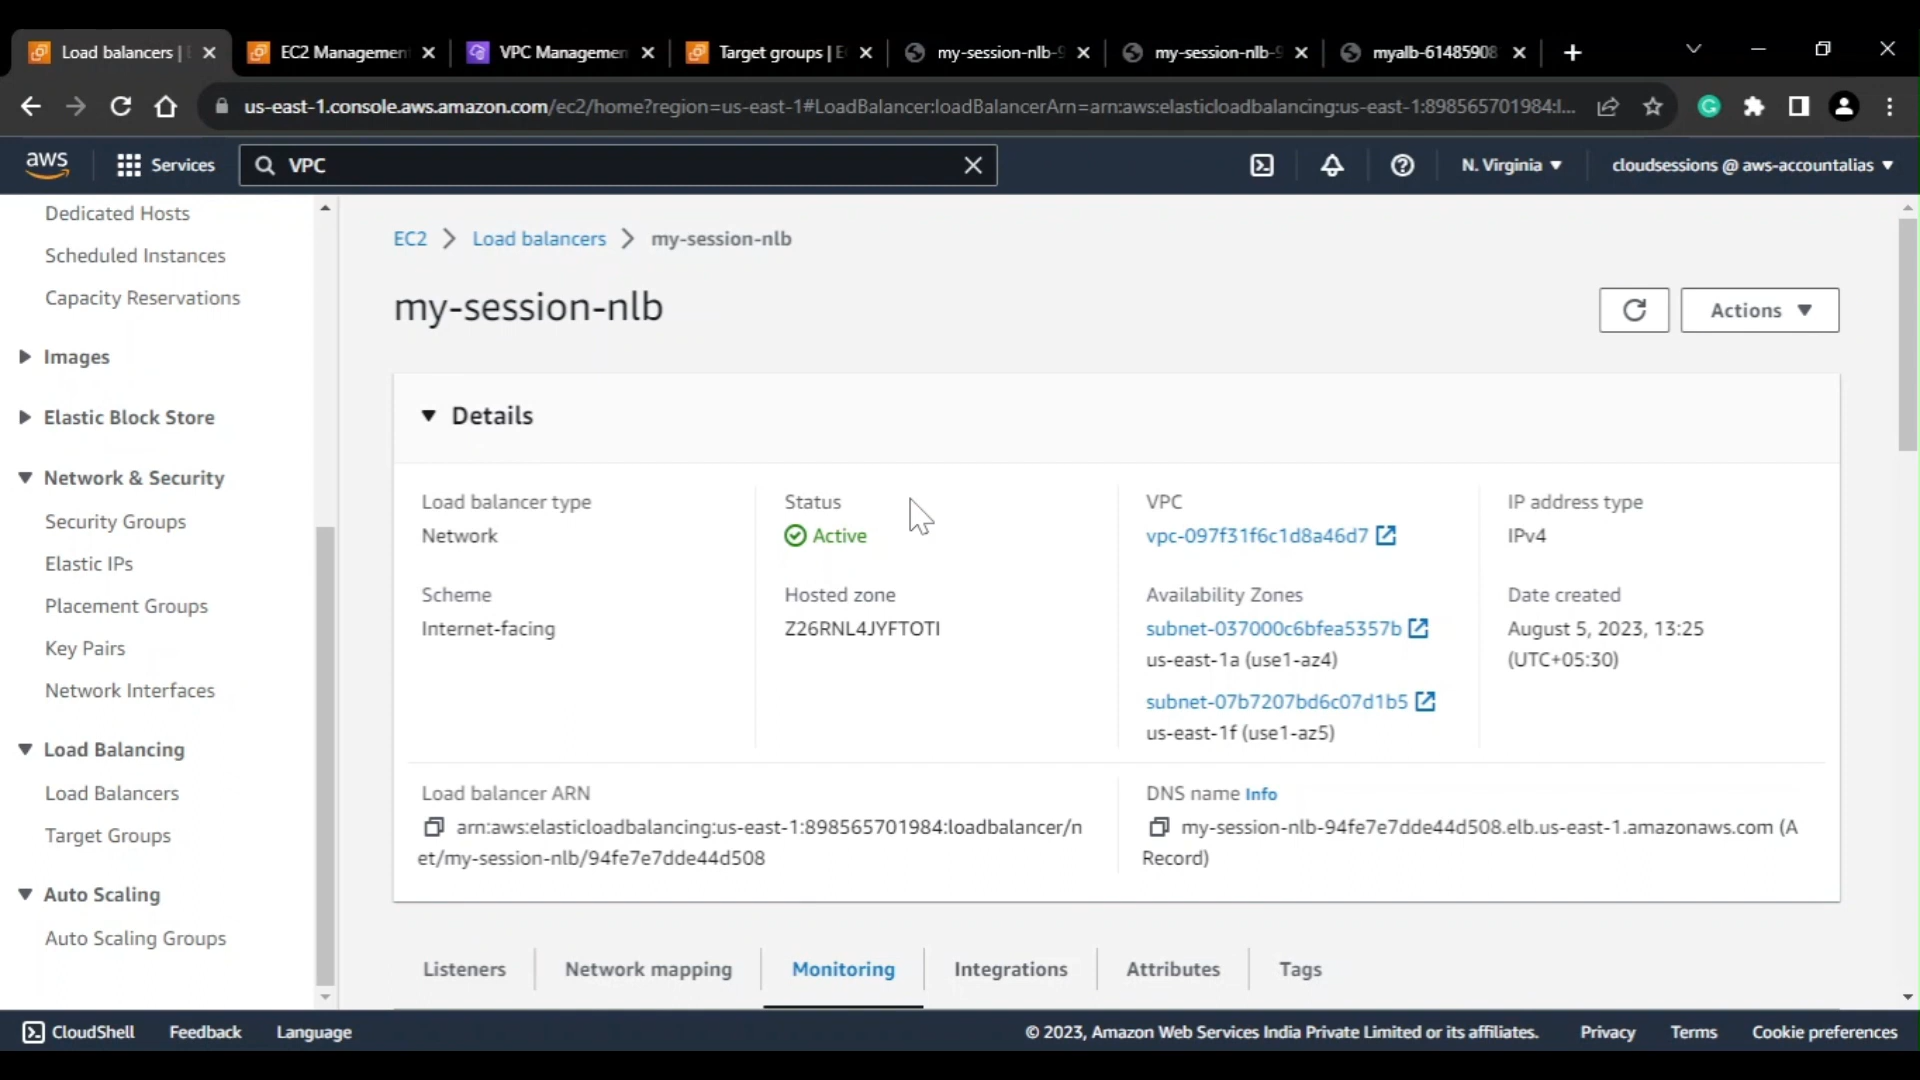 Load balancers | E
EC2 Managemen
VPC Managemen
Target groups | E
my-session-nlb-9
my-session-nlb-9
myalb-61485908
us-east-1.console.aws.amazon.com/ec2/home?region=us-east-1#LoadBalancer:loadBalancerArn=arn:aws:elasticloadbalancing:us-east-1:898565701984:l...
aws
Services
VPC
N. Virginia
cloudsessions @ aws-accountalias
Dedicated Hosts
Scheduled Instances
Capacity Reservations
Images
Elastic Block Store
Network & Security
Security Groups
Elastic IPs
Placement Groups
Key Pairs
Network Interfaces
Load Balancing
Load Balancers
Target Groups
Auto Scaling
Auto Scaling Groups
EC2 > Load balancers > my-session-nlb
my-session-nlb
Actions
Details
Load balancer type
Network
Status
Active
VPC
vpc-097f31f6c1d8a46d7
IP address type
IPv4
Scheme
Internet-facing
Hosted zone
Z26RNL4JYFTOTI
Availability Zones
subnet-037000c6bfea5357b
us-east-1a (use1-az4)
subnet-07b7207bd6c07d1b5
us-east-1f (use1-az5)
Date created
August 5, 2023, 13:25
(UTC+05:30)
Load balancer ARN
arn:aws:elasticloadbalancing:us-east-1:898565701984:loadbalancer/n
et/my-session-nlb/94fe7e7dde44d508
DNS name Info
my-session-nlb-94fe7e7dde44d508.elb.us-east-1.amazonaws.com (A
Record)
Listeners
Network mapping
Monitoring
Integrations
Attributes
Tags
CloudShell
Feedback
Language
© 2023, Amazon Web Services India Private Limited or its affiliates.
Privacy
Terms
Cookie preferences